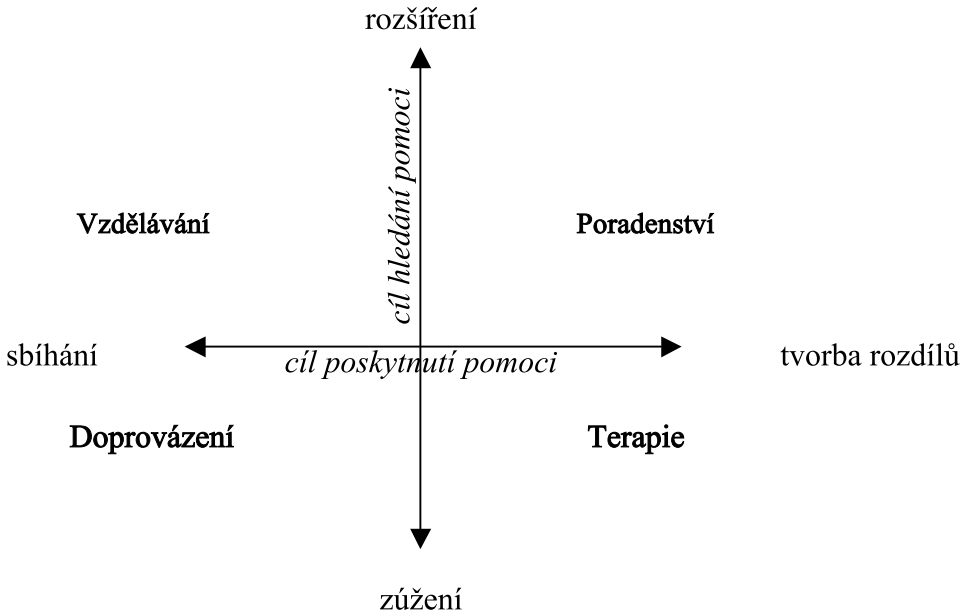 rozšíření
cíl hledání pomoci
Vzdělávání
Poradenství
sbíhání
cíl poskytnutí pomoci
tvorba rozdílů
Doprovázení
Terapie
zúžení